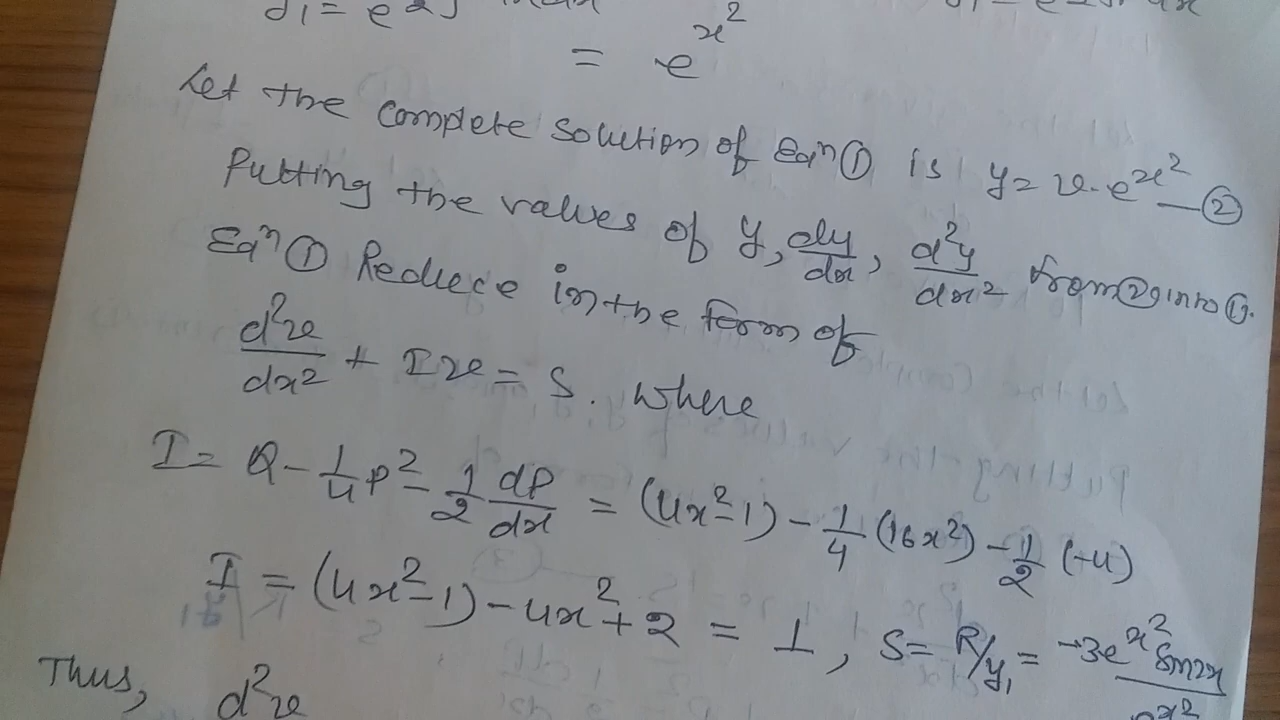 = e^{x^2}
Let the complete solution of Eqⁿ ① is y = v·e^{x^2} — ②
Putting the values of y, dy/dx, d²y/dx² from ② into ①.
Eqⁿ ① Reduce in the form of
d²v/dx² + Iv = S. where
I = Q - 1/4 P² - 1/2 dP/dx = (4x²-1) - 1/4 (16x²) - 1/2 (-4)
I = (4x²-1) - 4x² + 2 = 1, S = R/y₁ = -3e^{x²} sin2x / e^{x²}
Thus, d²v